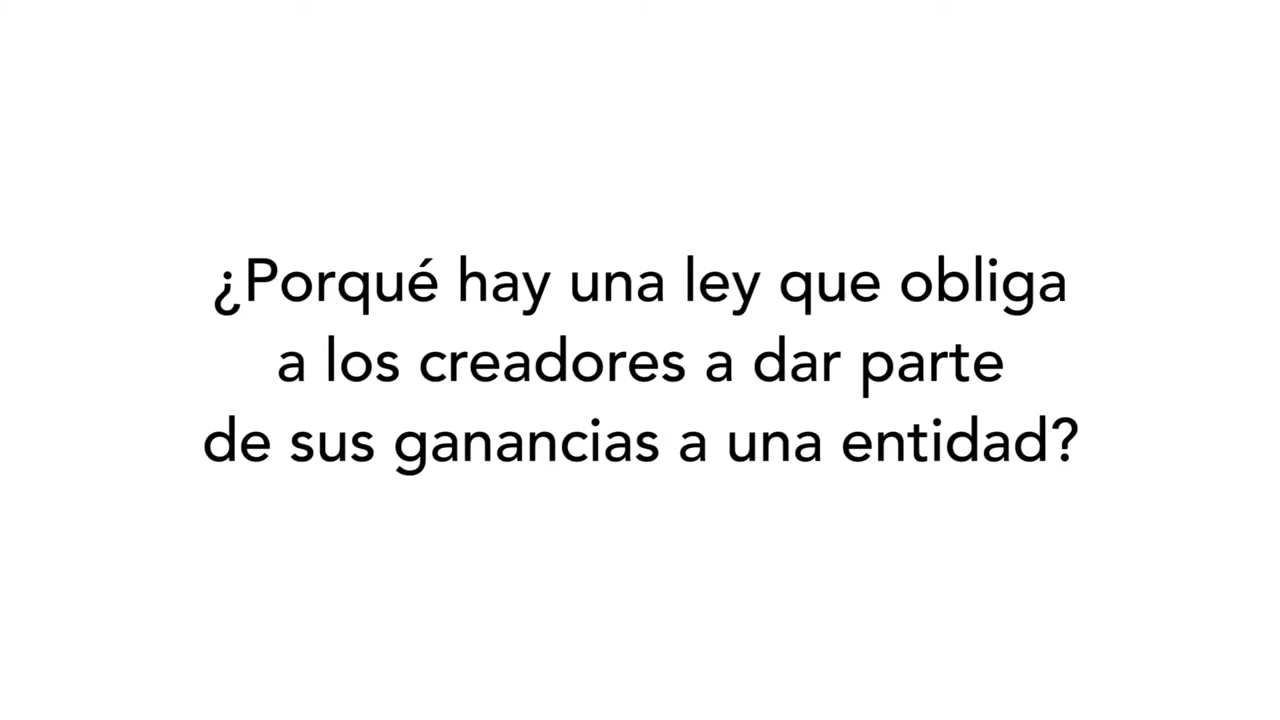 ¿Porqué hay una ley que obliga
a los creadores a dar parte
de sus ganancias a una entidad?